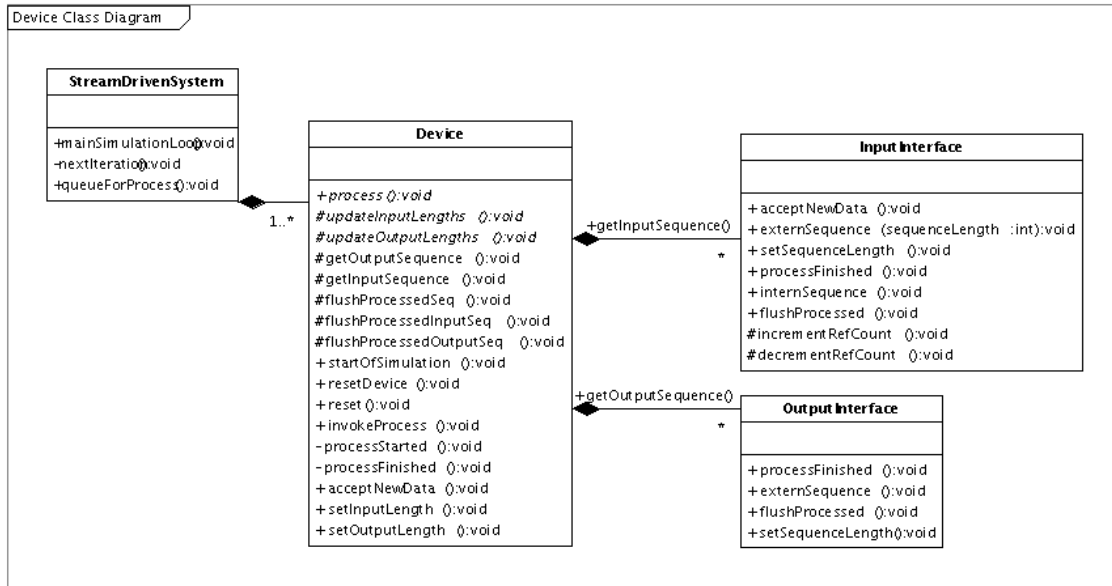 Device Class Diagram
StreamDrivenSystem
+mainSimulationLoop():void
-nextIteration():void
+queueForProcess():void
1..*
Device
+process():void
#updateInputLengths ():void
#updateOutputLengths ():void
#getOutputSequence ():void
#getInputSequence ():void
#flushProcessedSeq ():void
#flushProcessedInputSeq ():void
#flushProcessedOutputSeq ():void
+startOfSimulation ():void
+resetDevice ():void
+reset():void
+invokeProcess ():void
-processStarted ():void
-processFinished ():void
+acceptNewData ():void
+setInputLength ():void
+setOutputLength ():void
+getInputSequence()
*
InputInterface
+acceptNewData ():void
+externSequence (sequenceLength :int):void
+setSequenceLength ():void
+processFinished ():void
+internSequence ():void
+flushProcessed ():void
#incrementRefCount ():void
#decrementRefCount ():void
+getOutputSequence()
*
OutputInterface
+processFinished ():void
+externSequence ():void
+flushProcessed ():void
+setSequenceLength():void